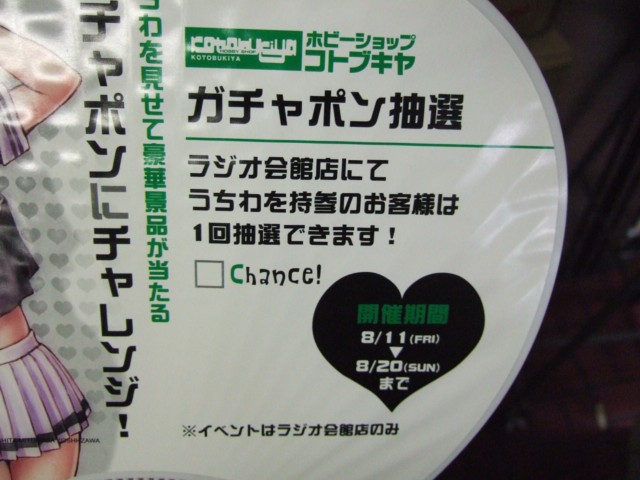 KOTOBUKIYA
HOBBY SHOP
KOTOBUKIYA
ホビーショップ
コトブキヤ
ガチャポン抽選
ラジオ会館店にて
うちわを持参のお客様は
1回抽選できます!
Chance!
開催期間
8/11(FRI)
8/20(SUN)
まで
※イベントはラジオ会館店のみ
ちわを見せて豪華景品が当たる
チャポンにチャレンジ!